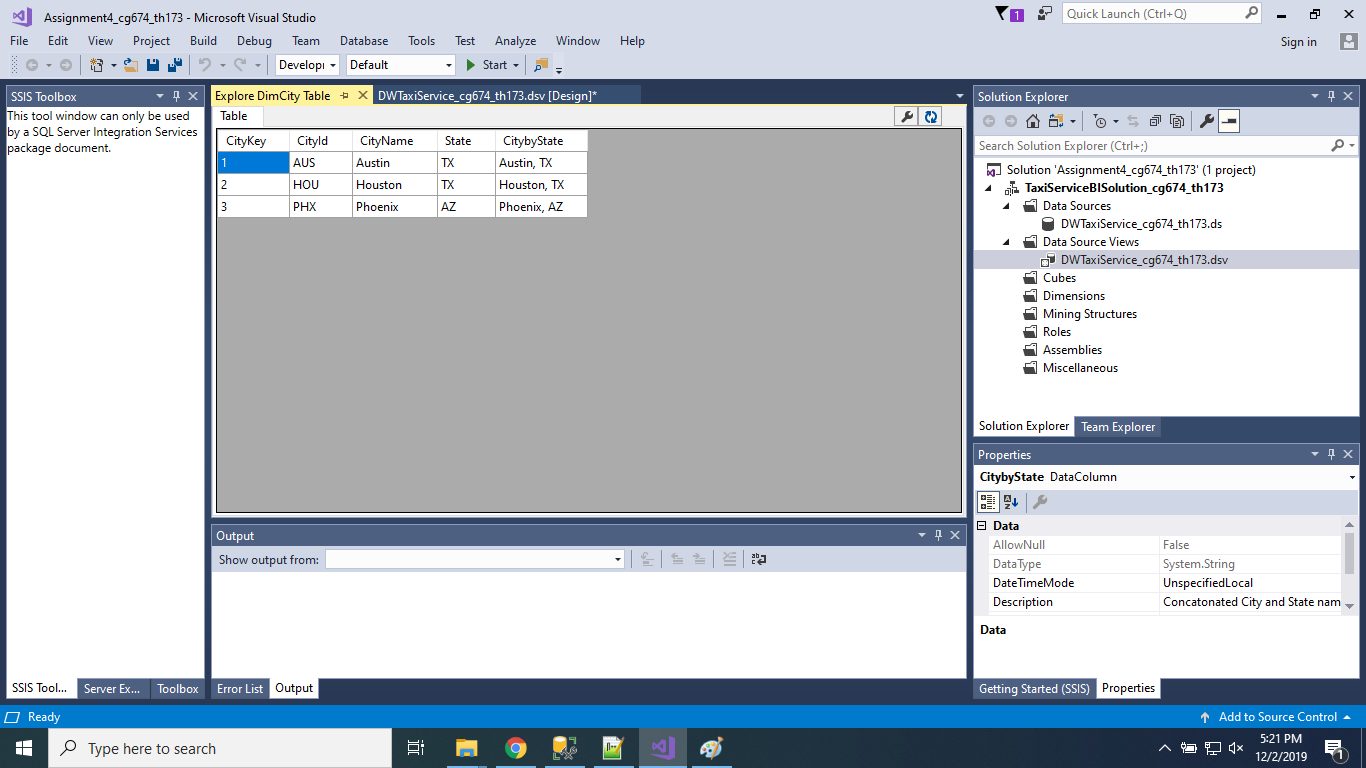 Assignment4_cg674_th173 - Microsoft Visual Studio
1
Quick Launch (Ctrl+Q)
File Edit View Project Build Debug Team Database Tools Test Analyze Window Help
Sign in
Developı Default Start
SSIS Toolbox
This tool window can only be used
by a SQL Server Integration Services
package document.
Explore DimCity Table DWTaxiService_cg674_th173.dsv [Design]*
Table
CityKey CityId CityName State CitybyState
1 AUS Austin TX Austin, TX
2 HOU Houston TX Houston, TX
3 PHX Phoenix AZ Phoenix, AZ
Output
Show output from:
SSIS Tool... Server Ex... Toolbox
Error List Output
Solution Explorer
Search Solution Explorer (Ctrl+;)
Solution 'Assignment4_cg674_th173' (1 project)
TaxiServiceBISolution_cg674_th173
Data Sources
DWTaxiService_cg674_th173.ds
Data Source Views
DWTaxiService_cg674_th173.dsv
Cubes
Dimensions
Mining Structures
Roles
Assemblies
Miscellaneous
Solution Explorer Team Explorer
Properties
CitybyState DataColumn
Data
AllowNull False
DataType System.String
DateTimeMode UnspecifiedLocal
Description Concatonated City and State nam
Data
Getting Started (SSIS) Properties
Ready
Add to Source Control
Type here to search
5:21 PM
12/2/2019
1